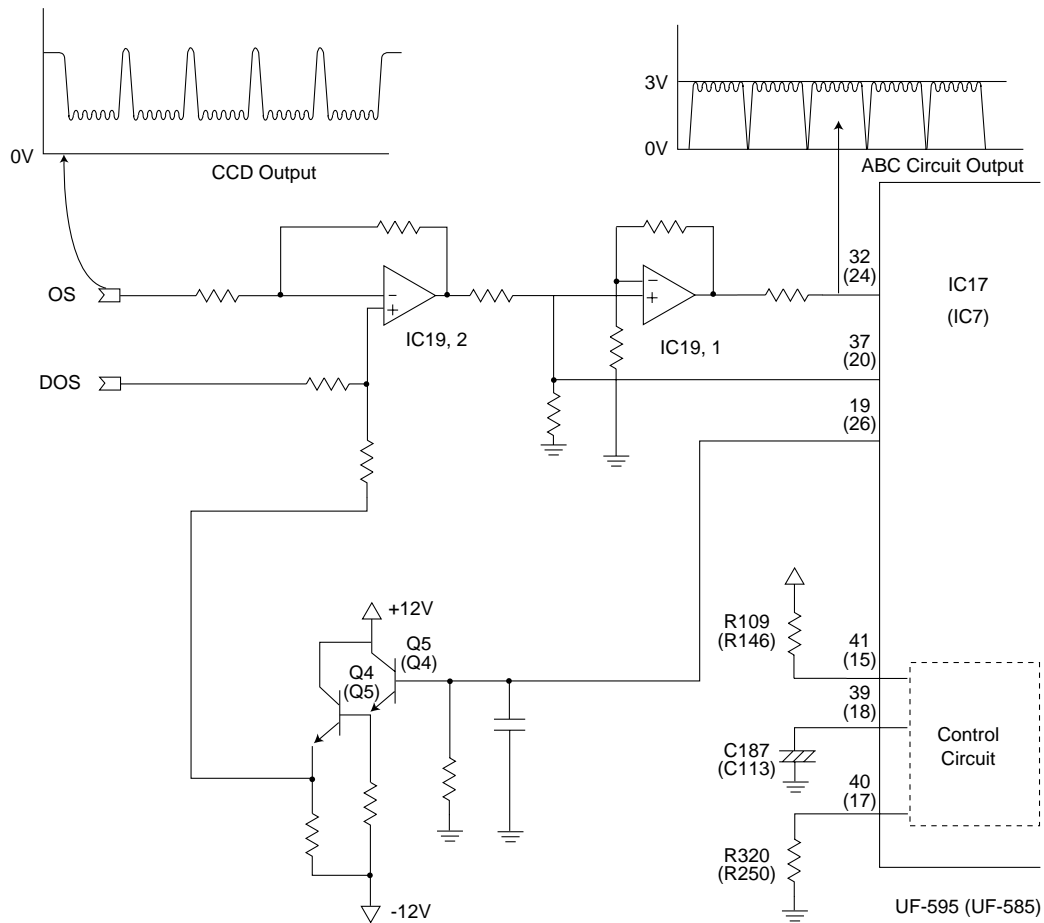 0V
CCD Output
3V
0V
ABC Circuit Output
OS
DOS
−
+
IC19, 2
−
+
IC19, 1
32
(24)
IC17
(IC7)
37
(20)
19
(26)
+12V
Q5
(Q4)
Q4
(Q5)
-12V
R109
(R146)
41
(15)
39
(18)
C187
(C113)
40
(17)
Control
Circuit
R320
(R250)
UF-595 (UF-585)